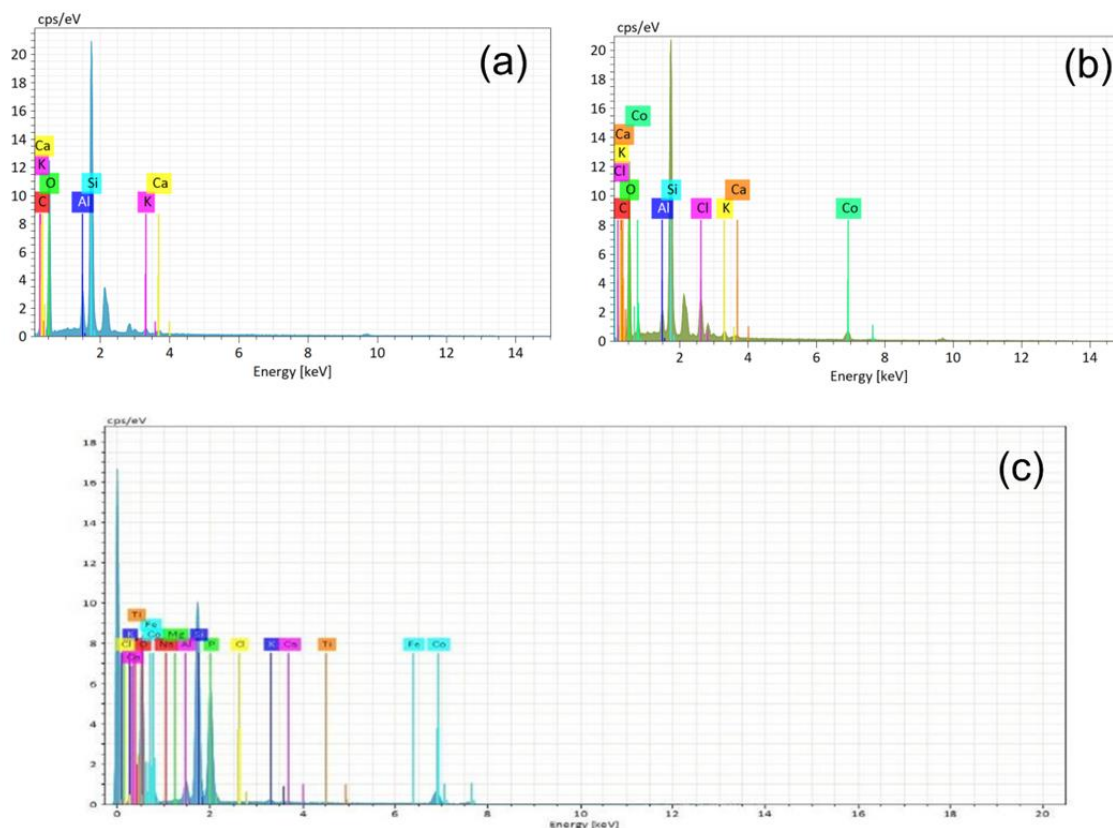 cps/eV
(a)
20
18
16
14
Ca
12 K
10 O Si Ca
8 C Al K
6
4
2
0
2 4 6 8 10 12 14
Energy [keV]
cps/eV
(b)
20
18
16
Co
14 Ca
K
12 Cl
10 O Si Ca
C Al Cl K Co
8
6
4
2
0
2 4 6 8 10 12 14
Energy [keV]
cps/eV
(c)
18
16
14
12
10
Ti
Fe
Co Mg
8 Cl Na Al Si P Cl K Ca Ti Fe Co
Ca
6
4
2
0
0 2 4 6 8 10 12 14 16 18 20
Energy [keV]